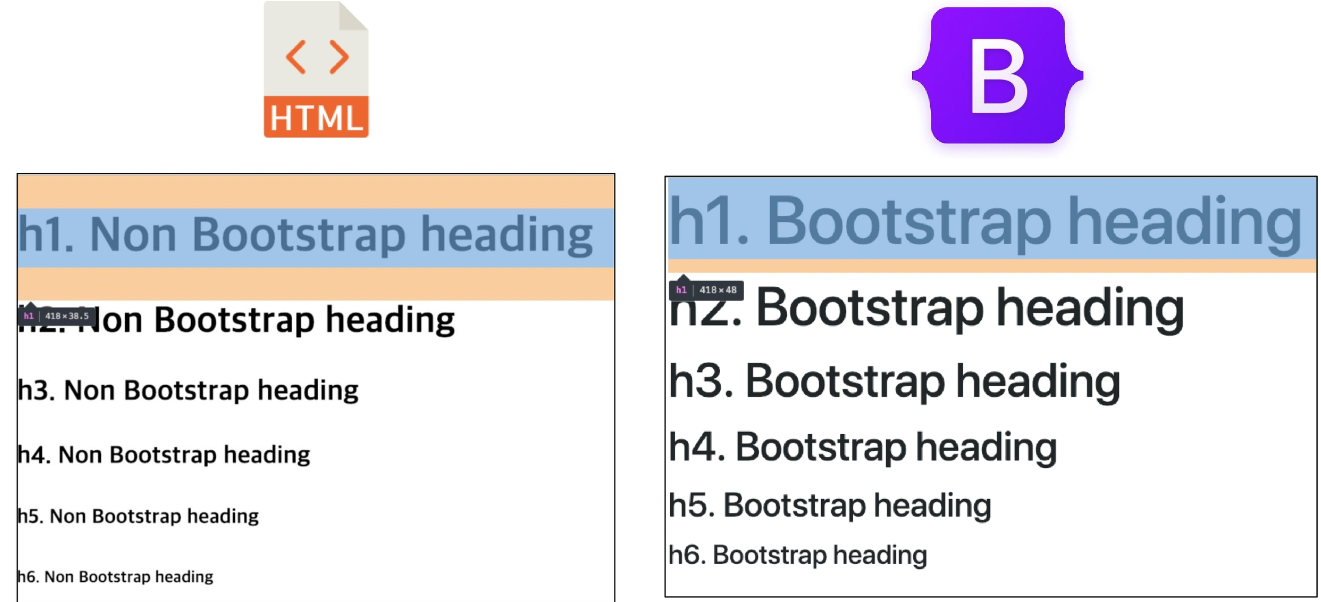 HTML
h1. Non Bootstrap heading
h1 | 418×38.5
h2. Non Bootstrap heading
h3. Non Bootstrap heading
h4. Non Bootstrap heading
h5. Non Bootstrap heading
h6. Non Bootstrap heading
B
h1. Bootstrap heading
h1 | 418×48
h2. Bootstrap heading
h3. Bootstrap heading
h4. Bootstrap heading
h5. Bootstrap heading
h6. Bootstrap heading